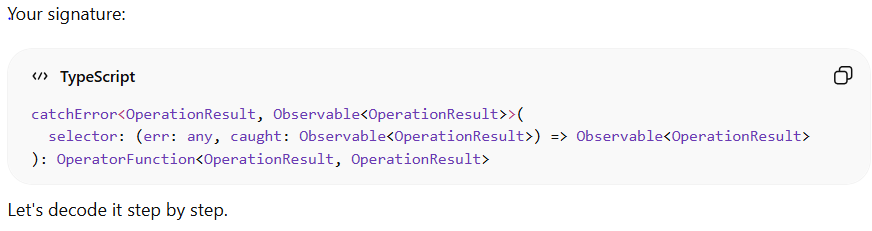 Your signature:
</> TypeScript
catchError<OperationResult, Observable<OperationResult>>(
  selector: (err: any, caught: Observable<OperationResult>) => Observable<OperationResult>
): OperatorFunction<OperationResult, OperationResult>
Let's decode it step by step.